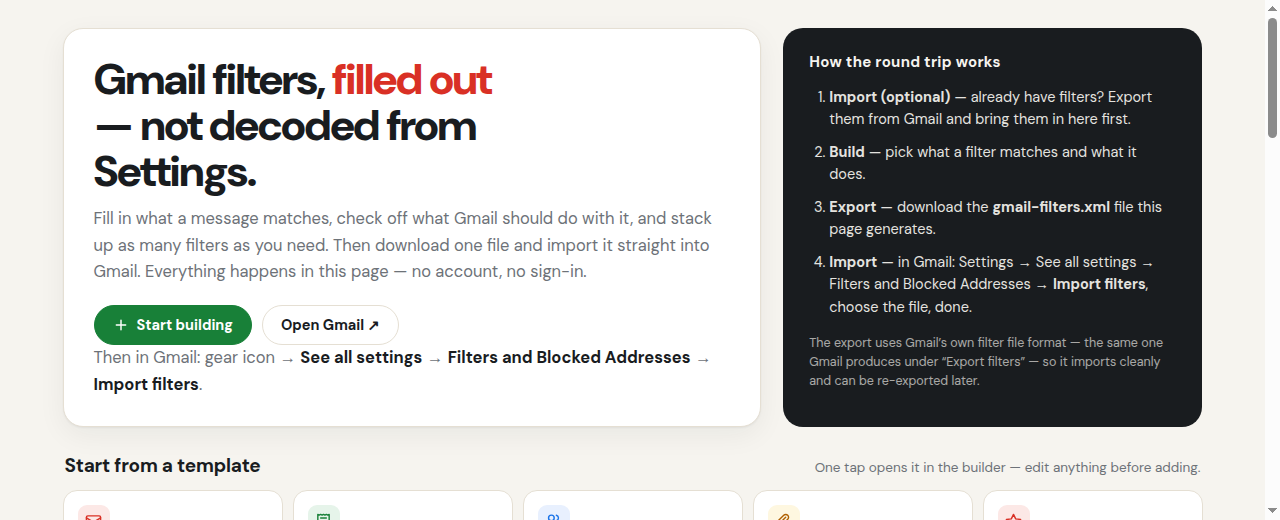 Gmail filters, filled out
— not decoded from
Settings.
Fill in what a message matches, check off what Gmail should do with it, and stack
up as many filters as you need. Then download one file and import it straight into
Gmail. Everything happens in this page — no account, no sign-in.
+ Start building
Open Gmail ↗
Then in Gmail: gear icon → See all settings → Filters and Blocked Addresses →
Import filters.
How the round trip works
1. Import (optional) — already have filters? Export
them from Gmail and bring them in here first.
2. Build — pick what a filter matches and what it
does.
3. Export — download the gmail-filters.xml file this
page generates.
4. Import — in Gmail: Settings → See all settings →
Filters and Blocked Addresses → Import filters,
choose the file, done.
The export uses Gmail's own filter file format — the same one
Gmail produces under “Export filters” — so it imports cleanly
and can be re-exported later.
Start from a template
One tap opens it in the builder — edit anything before adding.